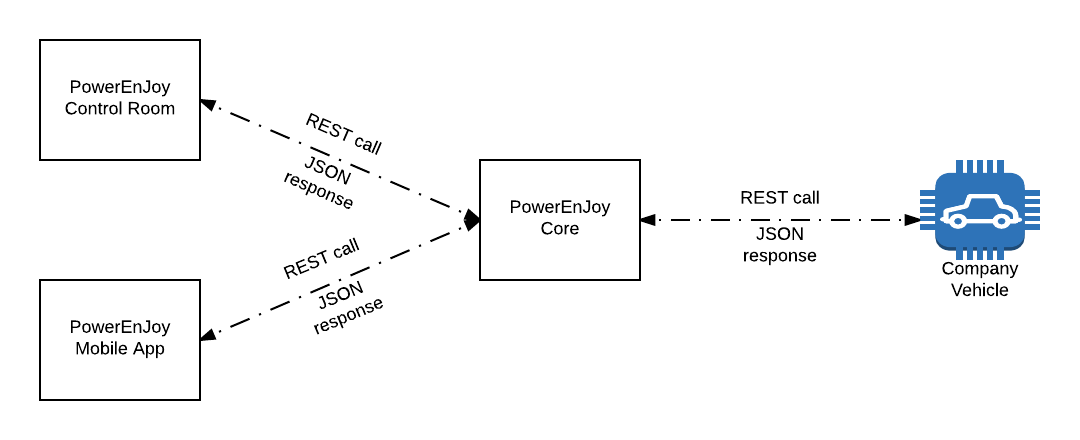 PowerEnJoy
Control Room
REST call
JSON
response
PowerEnJoy
Core
REST call
JSON
response
Company
Vehicle
REST call
JSON
response
PowerEnJoy
Mobile App